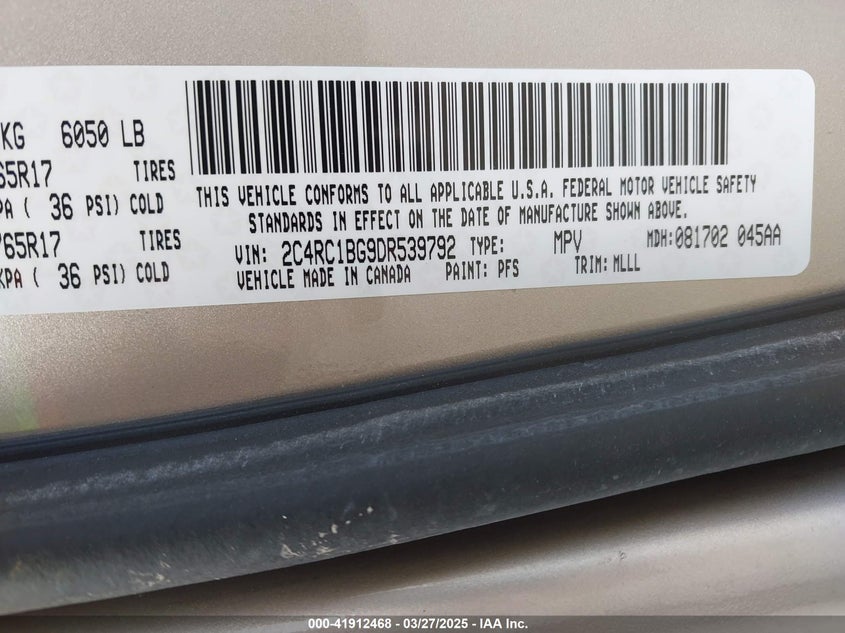 KG 6050 LB
65R17 TIRES
PA ( 36 PSI) COLD
765R17 TIRES
KPA ( 36 PSI) COLD
THIS VEHICLE CONFORMS TO ALL APPLICABLE U.S.A. FEDERAL MOTOR VEHICLE SAFETY
STANDARDS IN EFFECT ON THE DATE OF MANUFACTURE SHOWN ABOVE.
VIN: 2C4RC1BG9DR539792 TYPE: MPV MDH:081702 045AA
VEHICLE MADE IN CANADA PAINT: PFS TRIM: MLLL
000-41912468 - 03/27/2025 - IAA Inc.